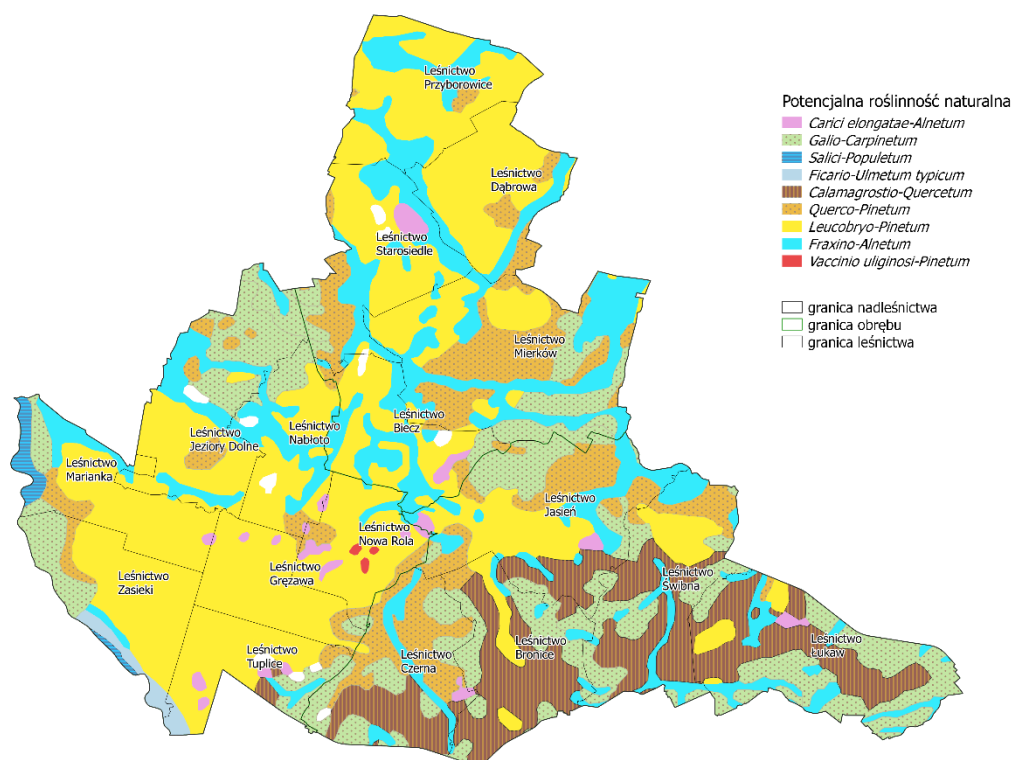 Leśnictwo
Przyborowice
Potencjalna roślinność naturalna
Carici elongatae-Alnetum
Galio-Carpinetum
Salici-Populetum
Ficario-Ulmetum typicum
Calamagrostio-Quercetum
Querco-Pinetum
Leucobryo-Pinetum
Fraxino-Alnetum
Vaccinio uliginosi-Pinetum
granica nadleśnictwa
granica obrębu
granica leśnictwa
Leśnictwo
Dąbrowa
Leśnictwo
Starosiedle
Leśnictwo
Mierków
Leśnictwo
Biecz
Leśnictwo
Nabłoto
Leśnictwo
Jeziory Dolne
Leśnictwo
Marianka
Leśnictwo
Jasień
Leśnictwo
Nowa Rola
Leśnictwo
Gręzawa
Leśnictwo
Zasieki
Leśnictwo
Świbna
Leśnictwo
Tuplice
Leśnictwo
Czerna
Leśnictwo
Bronice
Leśnictwo
Łukaw